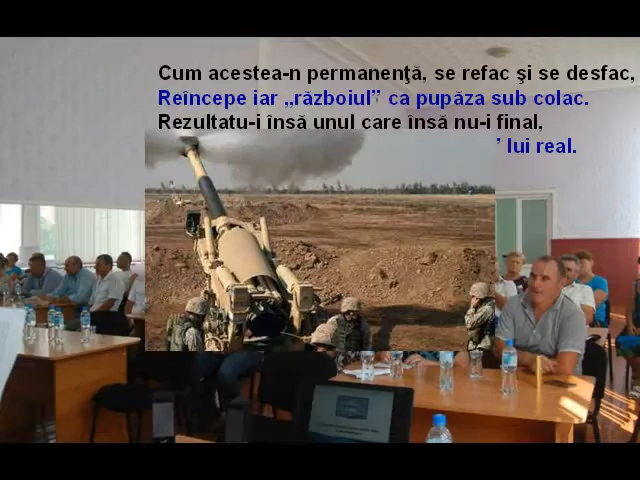 Cum acestea-n permanenţă, se refac şi se desfac,
Reîncepe iar „războiul” ca pupăza sub colac.
Rezultatu-i însă unul care însă nu-i final,
’ lui real.